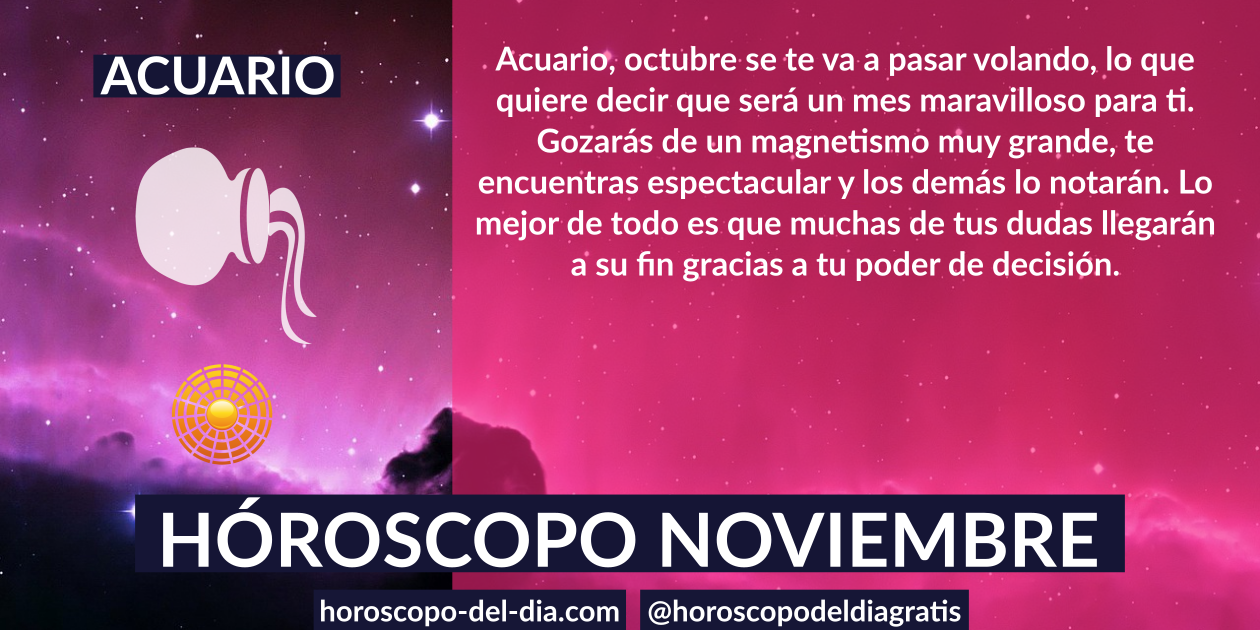 ACUARIO
Acuario, octubre se te va a pasar volando, lo que
quiere decir que será un mes maravilloso para ti.
Gozarás de un magnetismo muy grande, te
encuentras espectacular y los demás lo notarán. Lo
mejor de todo es que muchas de tus dudas llegarán
a su fin gracias a tu poder de decisión.
HÓROSCOPO NOVIEMBRE
horoscopo-del-dia.com
@horoscopodeldiagratis